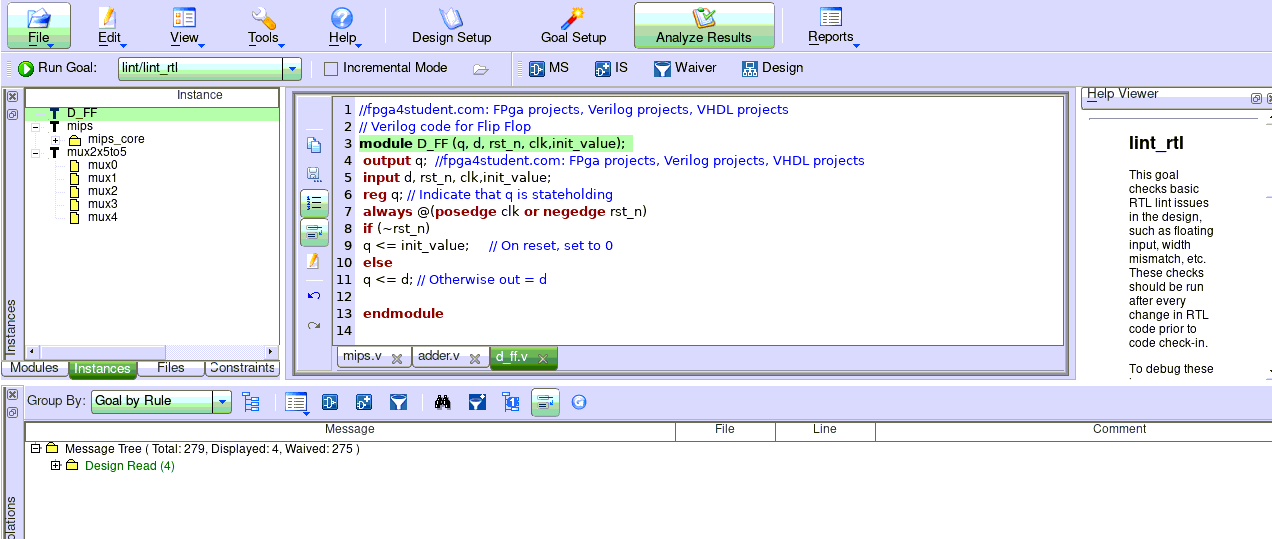 File Edit View Tools Help Design Setup Goal Setup Analyze Results Reports
Run Goal: lint/lint_rtl Incremental Mode MS IS Waiver Design
Instance
D_FF
mips
mips_core
mux2x5to5
mux0
mux1
mux2
mux3
mux4
Instances
Modules Instances Files Constraints
1 //fpga4student.com: FPga projects, Verilog projects, VHDL projects
2 // Verilog code for Flip Flop
3 module D_FF (q, d, rst_n, clk,init_value);
4 output q; //fpga4student.com: FPga projects, Verilog projects, VHDL projects
5 input d, rst_n, clk,init_value;
6 reg q; // Indicate that q is stateholding
7 always @(posedge clk or negedge rst_n)
8 if (~rst_n)
9 q <= init_value; // On reset, set to 0
10 else
11 q <= d; // Otherwise out = d
12
13 endmodule
14
mips.v adder.v d_ff.v
Help Viewer
lint_rtl
This goal
checks basic
RTL lint issues
in the design,
such as floating
input, width
mismatch, etc.
These checks
should be run
after every
change in RTL
code prior to
code check-in.
To debug these
Group By: Goal by Rule
Message File Line Comment
Message Tree ( Total: 279, Displayed: 4, Waived: 275 )
Design Read (4)
olations